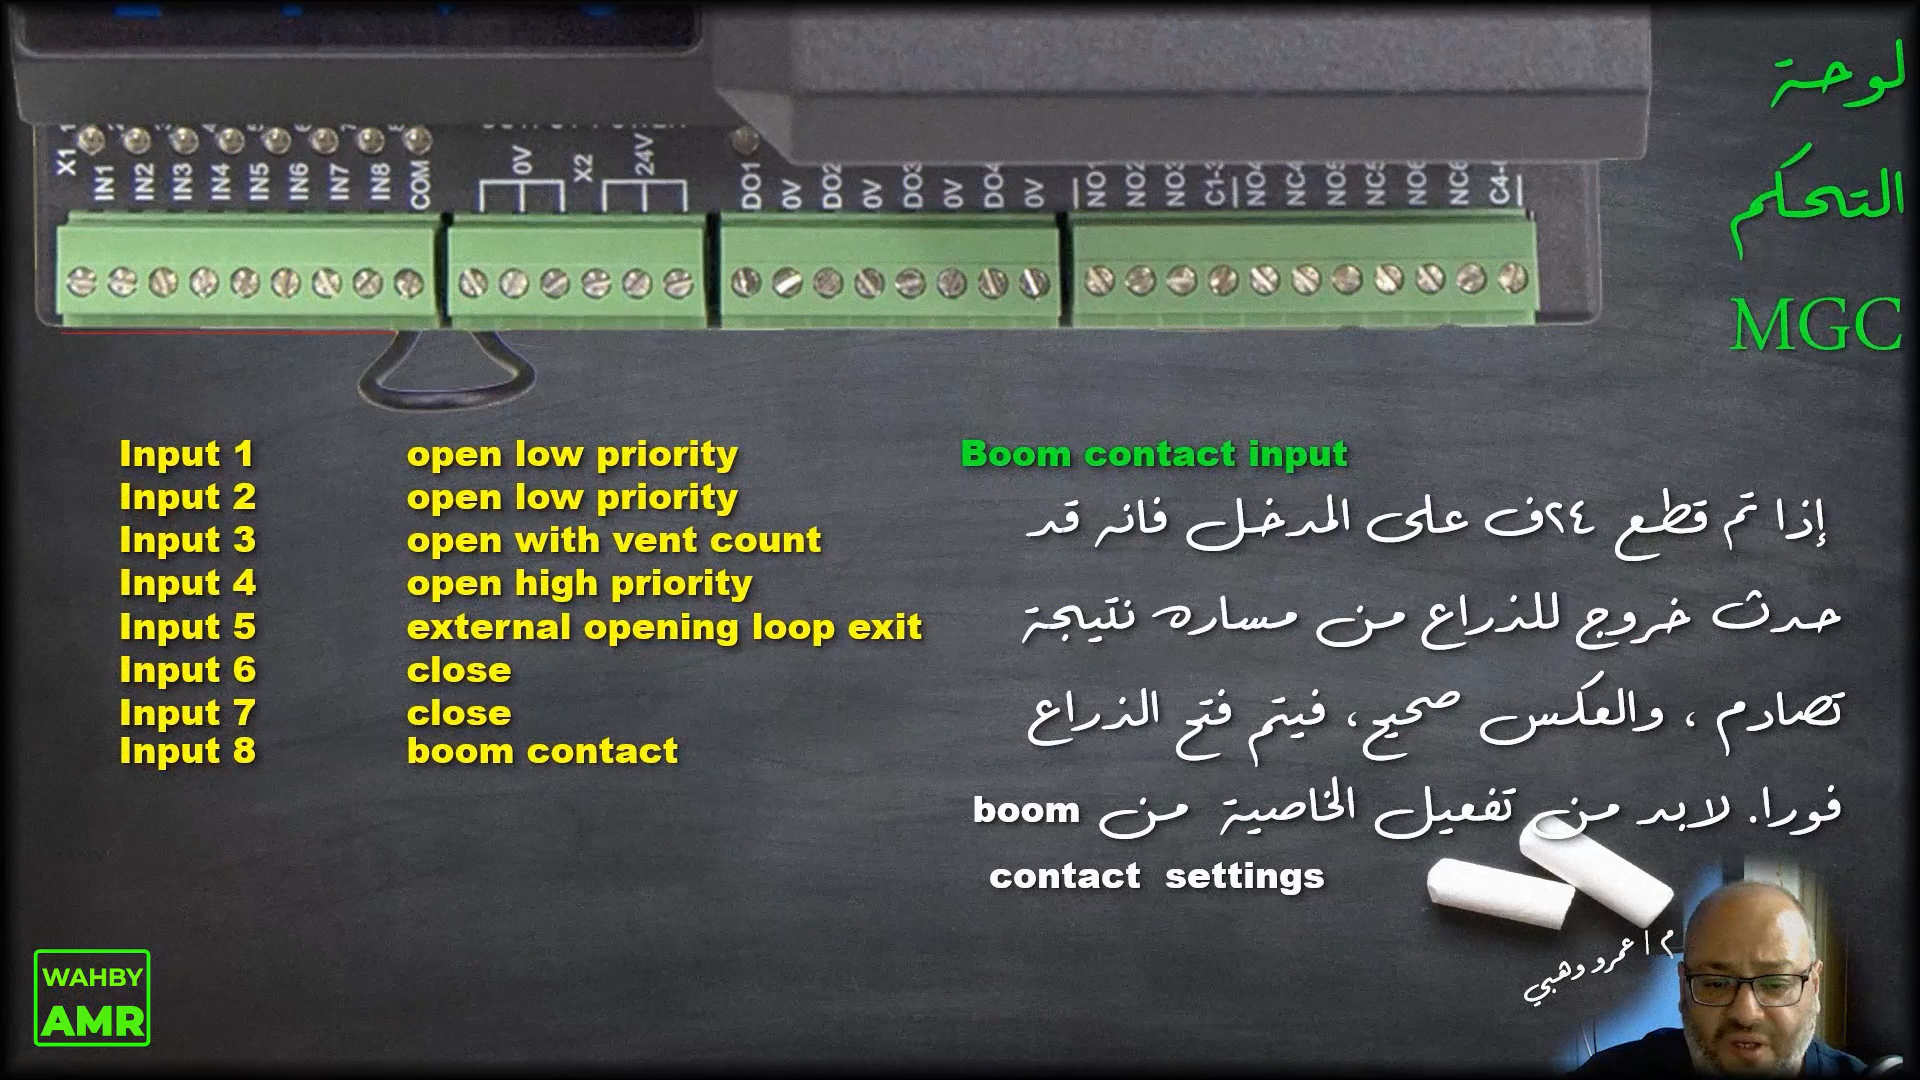 لوحة
التحكم
MGC
X1 IN1 IN2 IN3 IN4 IN5 IN6 IN7 IN8 COM
0V X2 24V
DO1 0V DO2 0V DO3 0V DO4 0V
NO1 NO2 NO3 C1-3 NO4 NC4 NO5 NC5 NO6 NC6 C4-
Input 1 open low priority
Input 2 open low priority
Input 3 open with vent count
Input 4 open high priority
Input 5 external opening loop exit
Input 6 close
Input 7 close
Input 8 boom contact
Boom contact input
إذا تم قطع ٢٤ف على المدخل فانه قد
حدث خروج للذراع من مساره نتيجة
تصادم ، والعكس صحيح، فيتم فتح الذراع
فورا. لابد من تفعيل الخاصية من boom
contact settings
م / عمرو وهبي
WAHBY
AMR